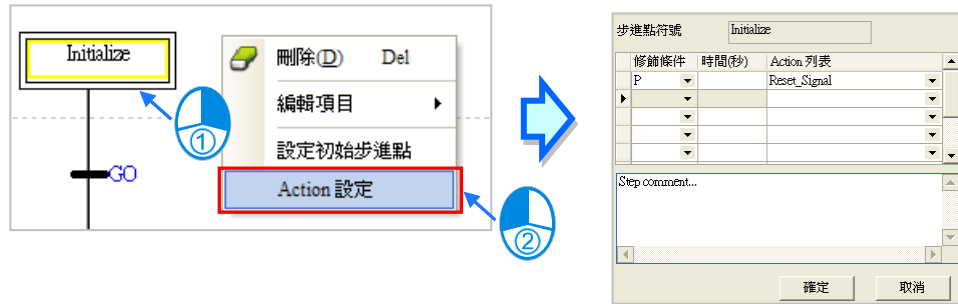 Initialize
①
GO
刪除(D) Del
編輯項目
設定初始步進點
Action 設定
②
步進點符號 Initialize
修飾條件 時間(秒) Action 列表
P Reset_Signal
Step comment...
確定 取消